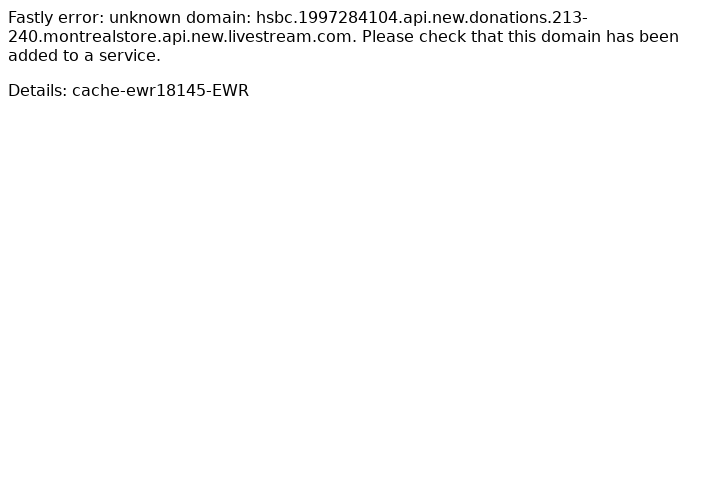 Fastly error: unknown domain: hsbc.1997284104.api.new.donations.213-
240.montrealstore.api.new.livestream.com. Please check that this domain has been
added to a service.
Details: cache-ewr18145-EWR